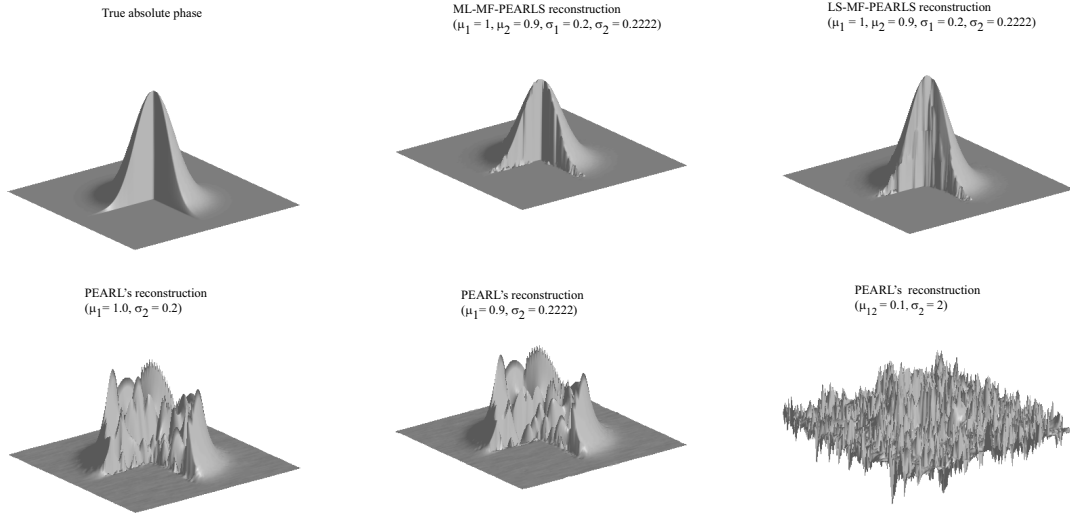 True absolute phase
ML-MF-PEARLS reconstruction
(μ1 = 1, μ2 = 0.9, σ1 = 0.2, σ2 = 0.2222)
LS-MF-PEARLS reconstruction
(μ1 = 1, μ2 = 0.9, σ1 = 0.2, σ2 = 0.2222)
PEARL's reconstruction
(μ1 = 1.0, σ2 = 0.2)
PEARL's reconstruction
(μ1 = 0.9, σ2 = 0.2222)
PEARL's reconstruction
(μ12 = 0.1, σ2 = 2)